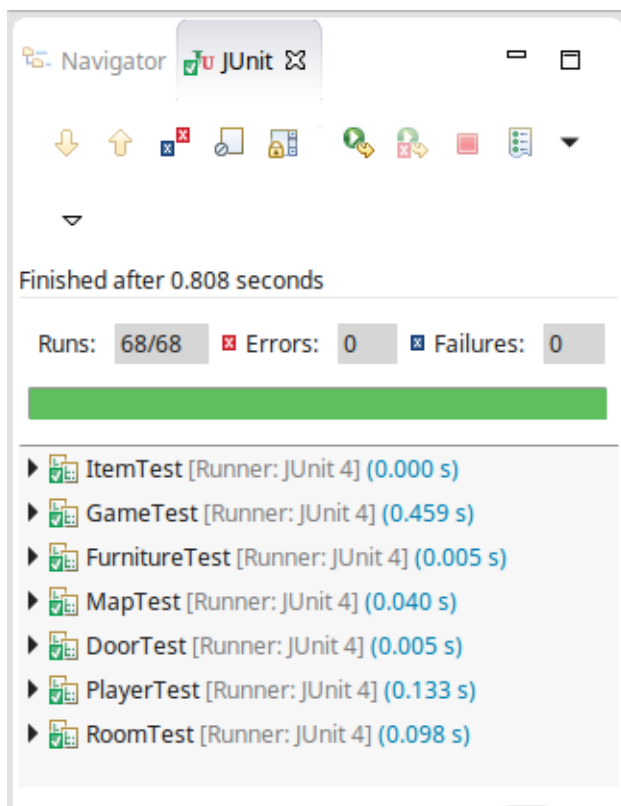 Navigator JUnit
Finished after 0.808 seconds
Runs: 68/68 Errors: 0 Failures: 0
ItemTest [Runner: JUnit 4] (0.000 s)
GameTest [Runner: JUnit 4] (0.459 s)
FurnitureTest [Runner: JUnit 4] (0.005 s)
MapTest [Runner: JUnit 4] (0.040 s)
DoorTest [Runner: JUnit 4] (0.005 s)
PlayerTest [Runner: JUnit 4] (0.133 s)
RoomTest [Runner: JUnit 4] (0.098 s)